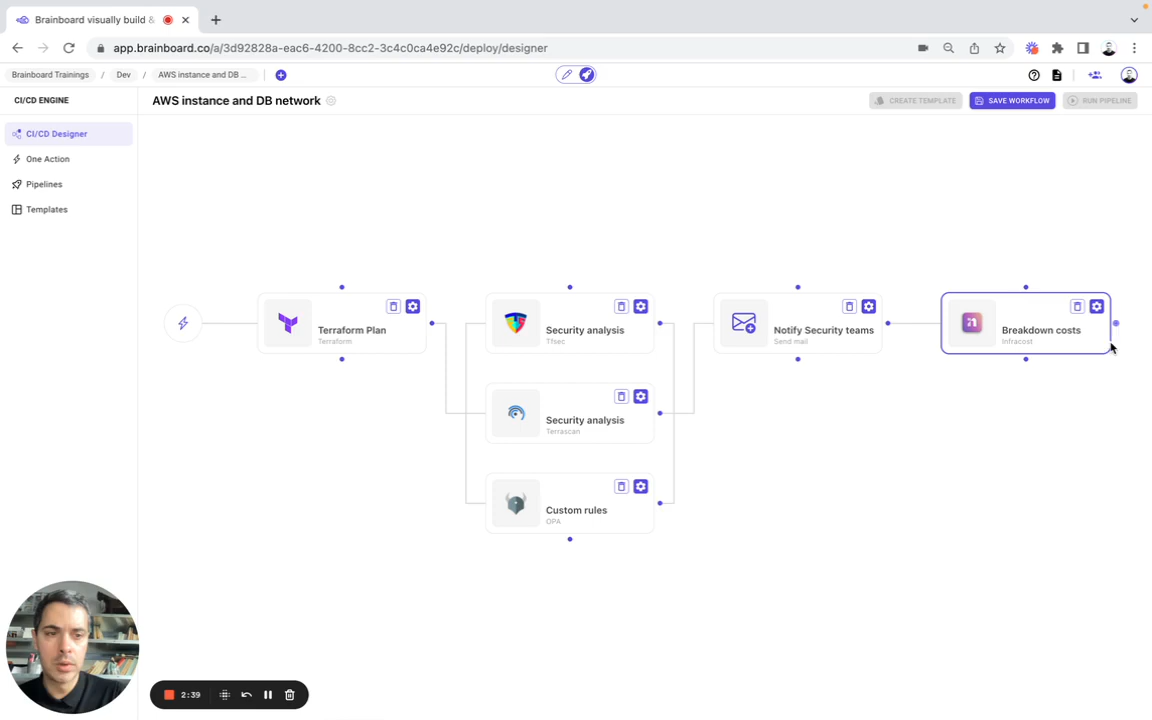 Brainboard visually build &
app.brainboard.co/a/3d92828a-eac6-4200-8cc2-3c4c0ca4e92c/deploy/designer
Brainboard Trainings / Dev / AWS instance and DB ...
CI/CD ENGINE
AWS instance and DB network
CREATE TEMPLATE
SAVE WORKFLOW
RUN PIPELINE
CI/CD Designer
One Action
Pipelines
Templates
Terraform Plan
Terraform
Security analysis
Tfsec
Notify Security teams
Send mail
Breakdown costs
Infracost
Security analysis
Terrascan
Custom rules
OPA
2:39